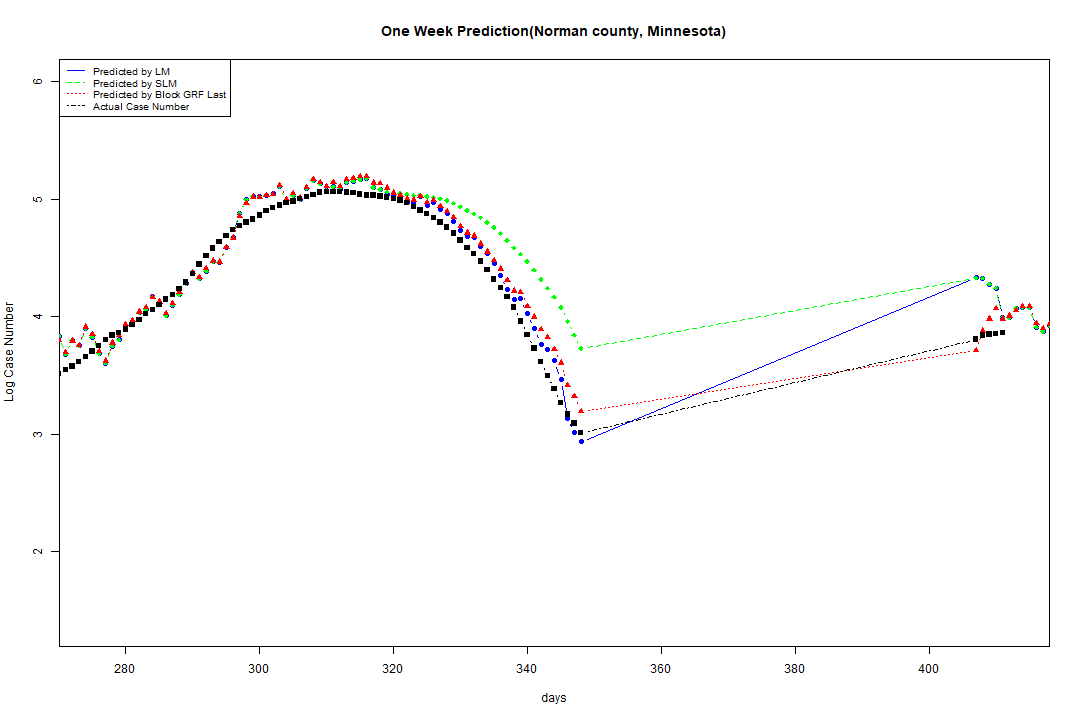 One Week Prediction(Norman county, Minnesota)
Predicted by LM
Predicted by SLM
Predicted by Block GRF Last
Actual Case Number
6
5
4
3
2
Log Case Number
280 300 320 340 360 380 400
days